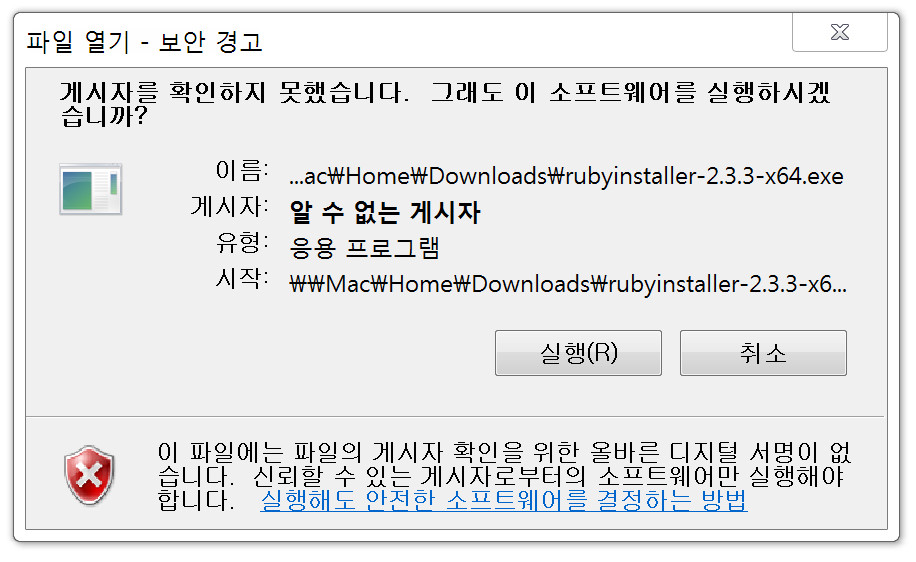 파일 열기 - 보안 경고
게시자를 확인하지 못했습니다. 그래도 이 소프트웨어를 실행하시겠
습니까?
이름: ...ac₩Home₩Downloads₩rubyinstaller-2.3.3-x64.exe
게시자: 알 수 없는 게시자
유형: 응용 프로그램
시작: ₩₩Mac₩Home₩Downloads₩rubyinstaller-2.3.3-x6...
실행(R) 취소
이 파일에는 파일의 게시자 확인을 위한 올바른 디지털 서명이 없
습니다. 신뢰할 수 있는 게시자로부터의 소프트웨어만 실행해야
합니다. 실행해도 안전한 소프트웨어를 결정하는 방법